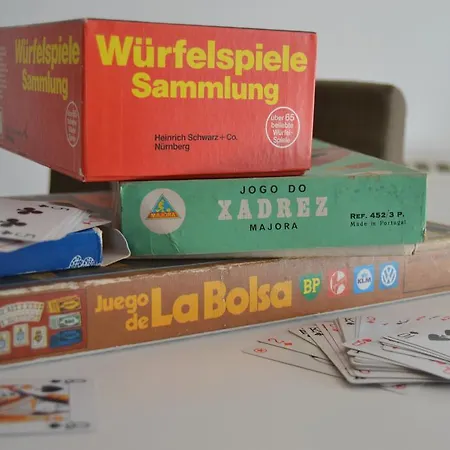 Würfelspiele
Sammlung
Heinrich Schwarz + Co.
Nürnberg
über 65
beliebte
Würfel-
Spiele
JOGO DO
XADREZ
MAJORA
MAJORA
REF. 452/3 P.
Made in Portugal
Juego
de La Bolsa
BP
KLM